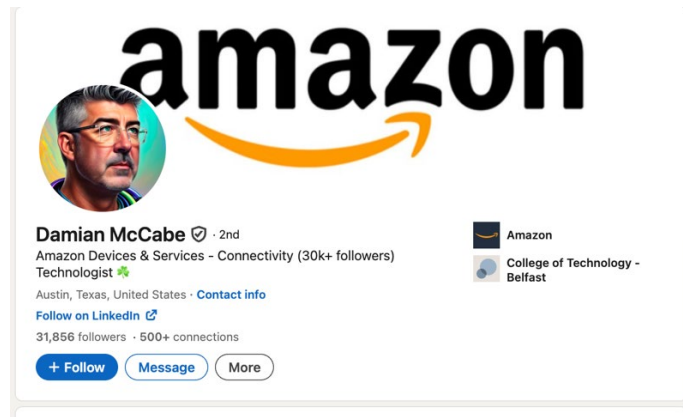 amazon
Damian McCabe · 2nd
Amazon Devices & Services - Connectivity (30k+ followers)
Technologist ☘️
Austin, Texas, United States · Contact info
Follow on LinkedIn
31,856 followers · 500+ connections
+ Follow
Message
More
Amazon
College of Technology -
Belfast